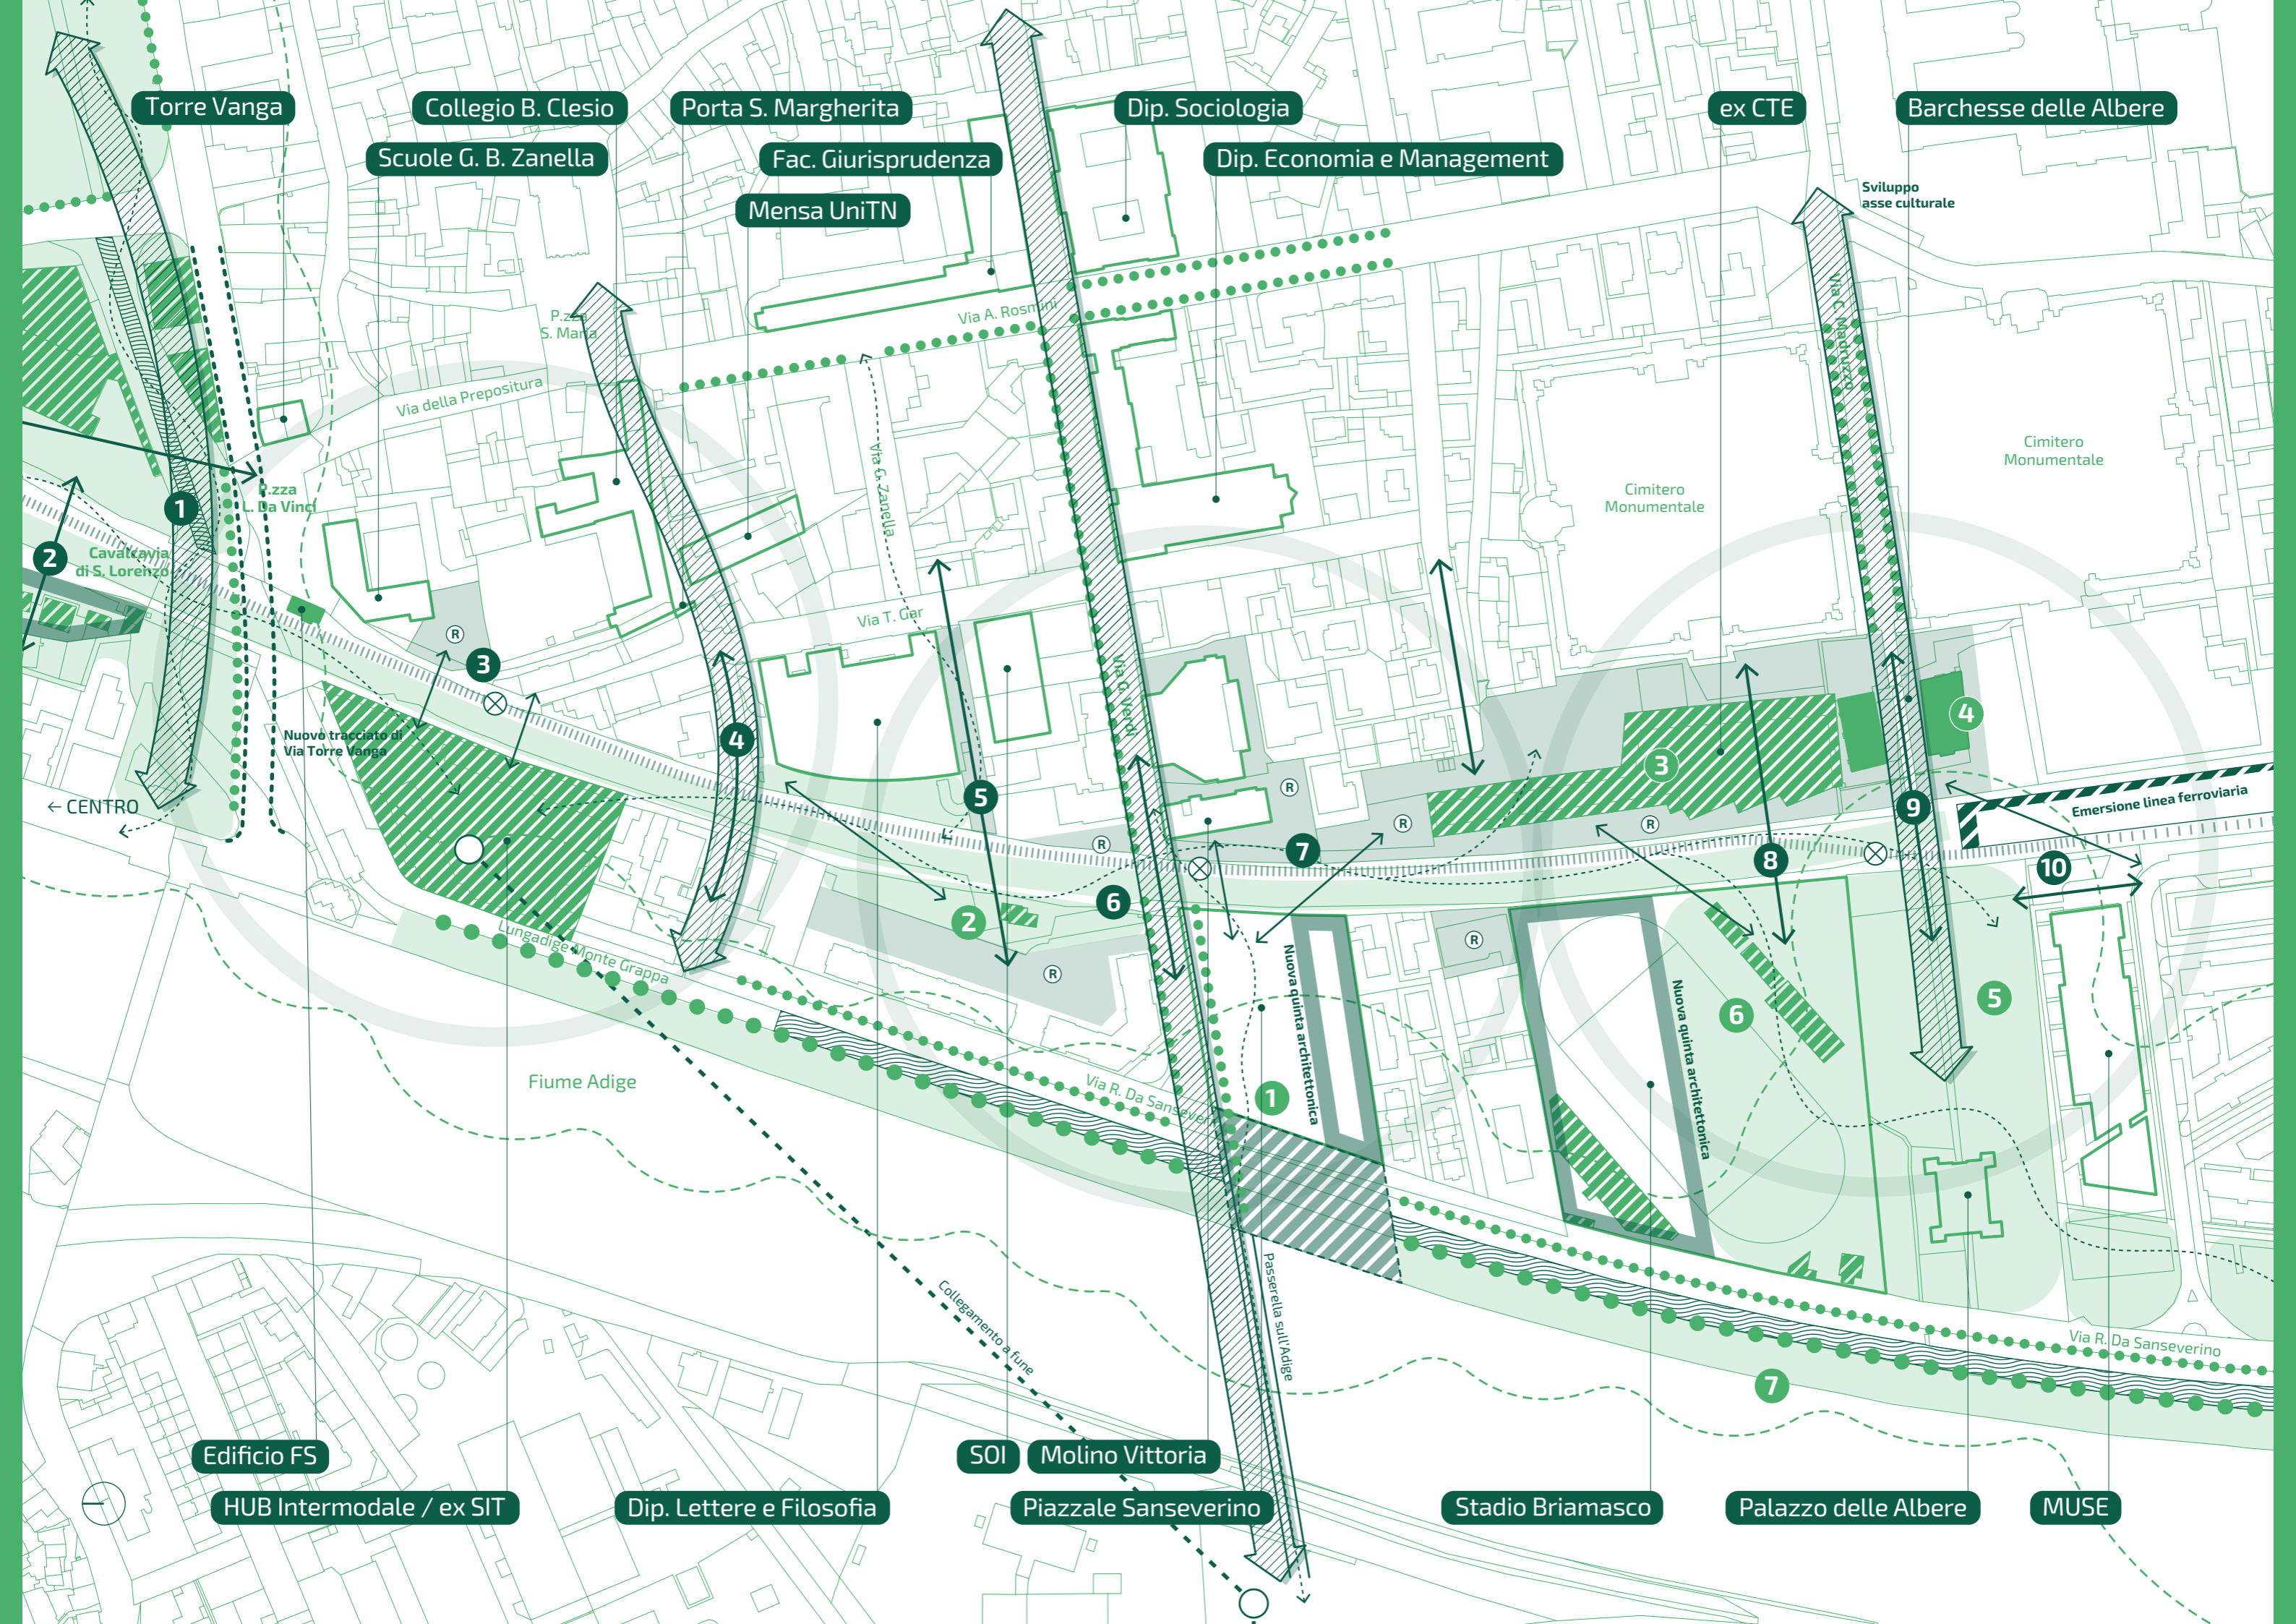 Torre Vanga
Collegio B. Clesio
Porta S. Margherita
Dip. Sociologia
ex CTE
Barchesse delle Albere
Scuole G. B. Zanella
Fac. Giurisprudenza
Dip. Economia e Management
Mensa UniTN
Sviluppo
asse culturale
Via C. Madruzzo
P.zza
S. Maria
Via A. Rosmini
Via della Prepositura
Via G. Zanella
Cimitero
Monumentale
Cimitero
Monumentale
P.zza
L. Da Vinci
1
2
Cavalcavia
di S. Lorenzo
Via T. Gar
R
3
Via G. Verdi
4
3
4
Nuovo tracciato di
Via Torre Vanga
← CENTRO
5
R
R
R
R
9
Emersione linea ferroviaria
7
8
10
6
2
R
R
Lungadige Monte Grappa
Nuova quinta architettonica
Nuova quinta architettonica
5
6
1
Fiume Adige
Via R. Da Sanseverino
Passerella sull'Adige
Collegamento a fune
Via R. Da Sanseverino
7
Edificio FS
SOI
Molino Vittoria
HUB Intermodale / ex SIT
Dip. Lettere e Filosofia
Piazzale Sanseverino
Stadio Briamasco
Palazzo delle Albere
MUSE